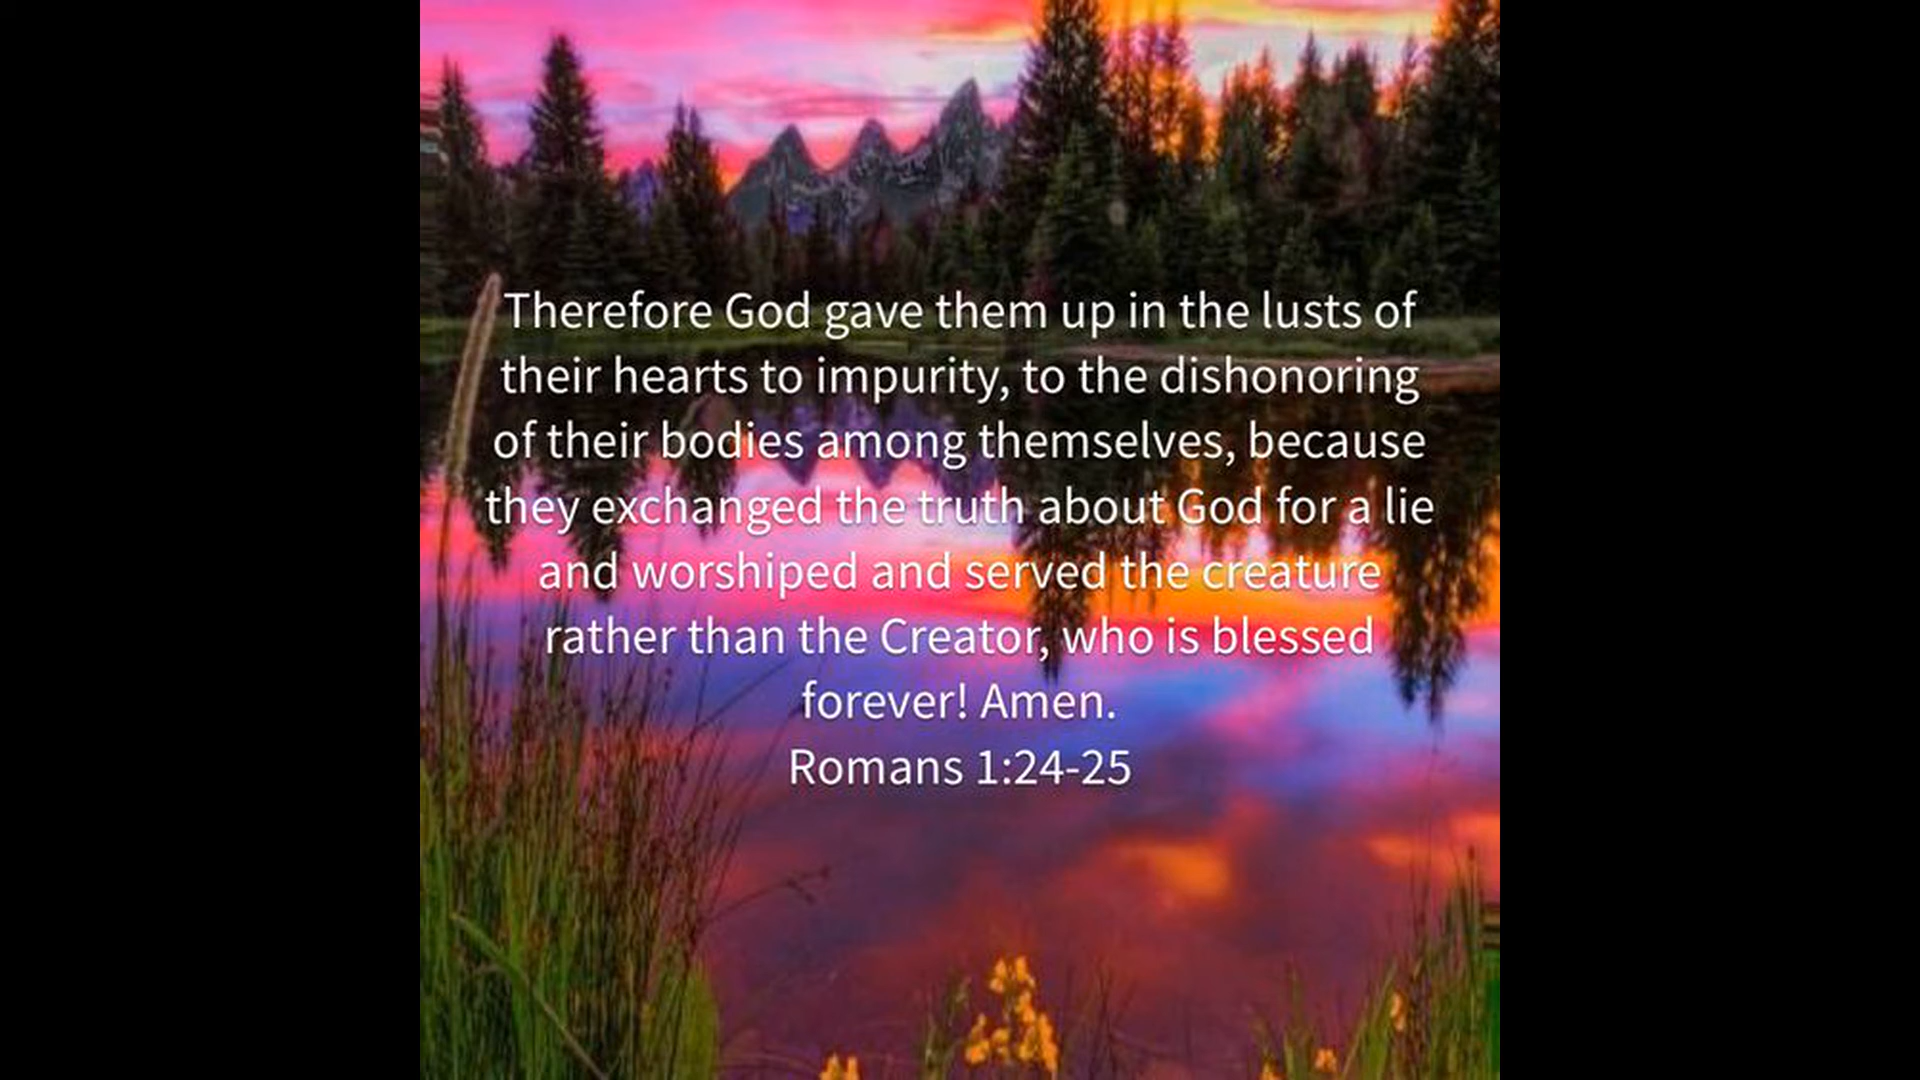 Therefore God gave them up in the lusts of
their hearts to impurity, to the dishonoring
of their bodies among themselves, because
they exchanged the truth about God for a lie
and worshiped and served the creature
rather than the Creator, who is blessed
forever! Amen.
Romans 1:24-25